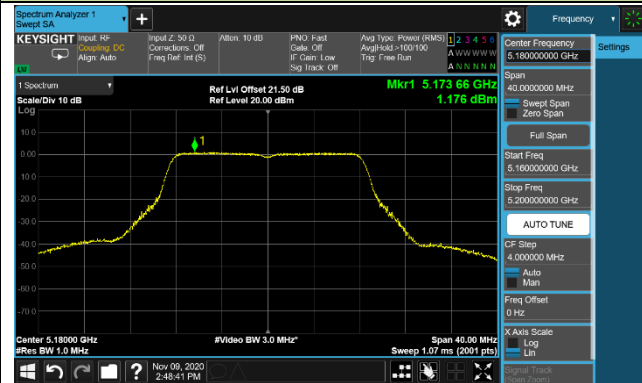 Spectrum Analyzer 1
Swept SA
+
Frequency
KEYSIGHT
Input: RF
Coupling: DC
Align: Auto
Input Z: 50 Ω
Corrections: Off
Freq Ref: Int (S)
Atten: 10 dB
PNO: Fast
Gate: Off
IF Gain: Low
Sig Track: Off
Avg Type: Power (RMS)
Avg|Hold:>100/100
Trig: Free Run
1 2 3 4 5 6
A W W W W W
A N N N N N
1 Spectrum
Scale/Div 10 dB
Log
Ref Lvl Offset 21.50 dB
Ref Level 20.00 dBm
Mkr1 5.173 66 GHz
1.176 dBm
10.0
0.00
-10.0
-20.0
-30.0
-40.0
-50.0
-60.0
-70.0
1
Center 5.18000 GHz
#Res BW 1.0 MHz
#Video BW 3.0 MHz*
Span 40.00 MHz
Sweep 1.07 ms (2001 pts)
Center Frequency
5.180000000 GHz
Settings
Span
40.0000000 MHz
Swept Span
Zero Span
Full Span
Start Freq
5.160000000 GHz
Stop Freq
5.200000000 GHz
AUTO TUNE
CF Step
4.000000 MHz
Auto
Man
Freq Offset
0 Hz
X Axis Scale
Log
Lin
Signal Track
(Span Zoom)
?
Nov 09, 2020
2:48:41 PM